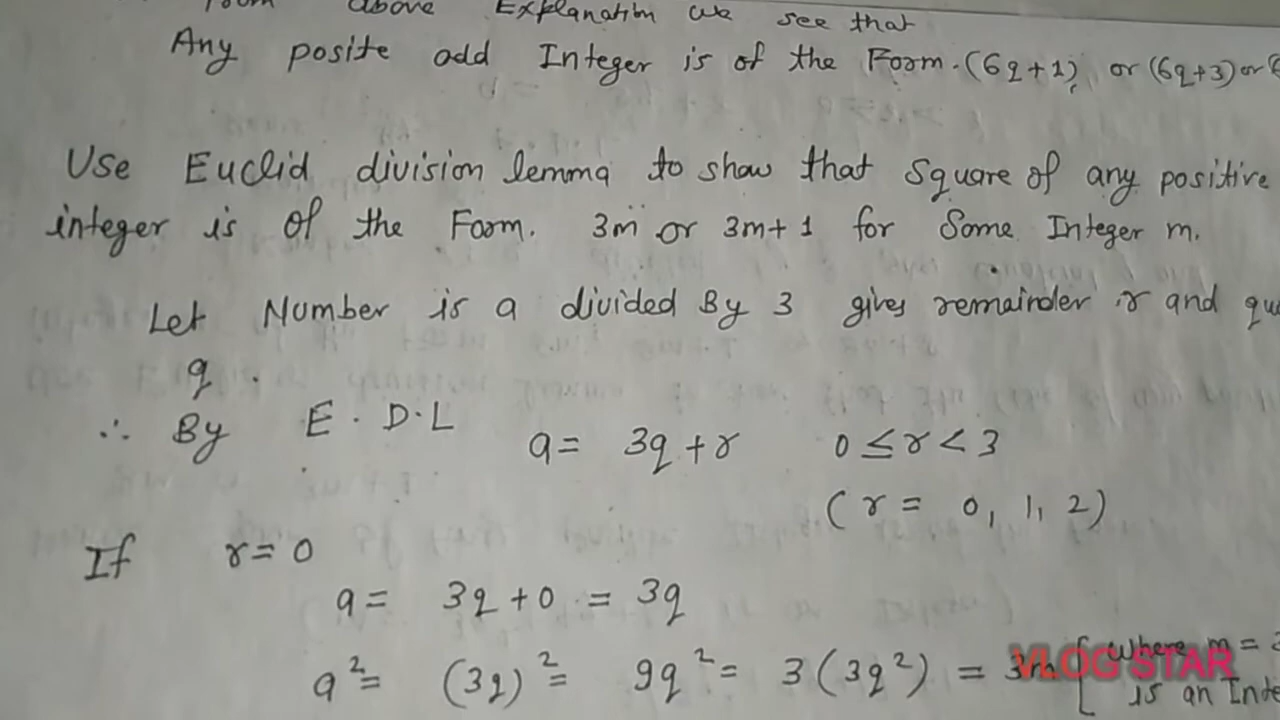 above Explanation we see that
Any posite odd Integer is of the Form. (6q+1), or (6q+3) or
Use Euclid division lemma to show that Square of any positive
integer is of the Form. 3m or 3m+1 for Some Integer m.
Let Number is a divided By 3 gives remainder r and
q.
∴ By E.D.L a = 3q+r 0≤r<3
(r = 0, 1, 2)
If r=0
a = 3q+0 = 3q
a² = (3q)² = 9q² = 3(3q²) = 3m [where m =
is an
VLOG STAR